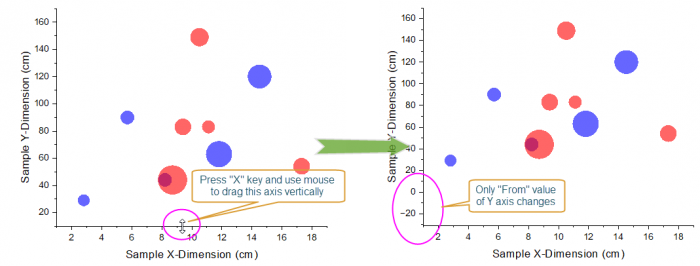 Sample Y-Dimension (cm)
160
140
120
100
80
60
40
20
2 4 6 8 10 12 14 16 18
Sample X-Dimension (cm)
Press "X" key and use mouse
to drag this axis vertically
Sample Y-Dimension (cm)
160
140
120
100
80
60
40
20
0
−20
2 4 6 8 10 12 14 16 18
Sample X-Dimension (cm)
Only "From" value
of Y axis changes